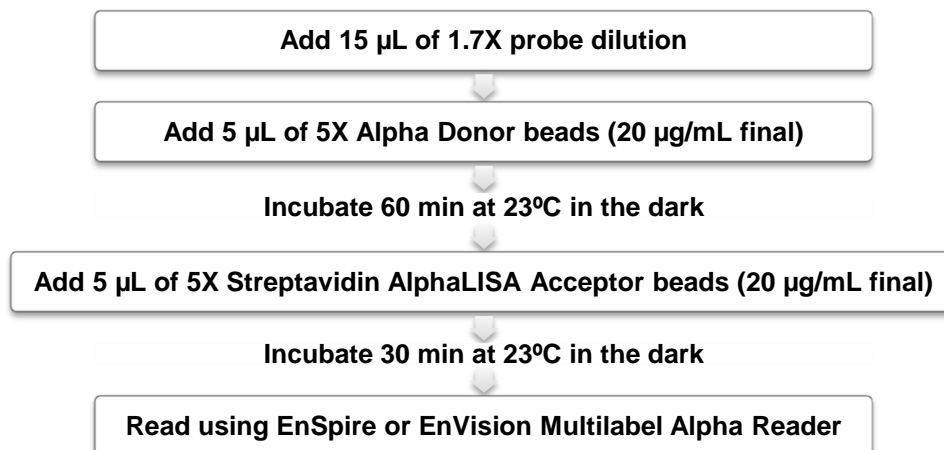 Add 15 µL of 1.7X probe dilution
Add 5 µL of 5X Alpha Donor beads (20 µg/mL final)
Incubate 60 min at 23ºC in the dark
Add 5 µL of 5X Streptavidin AlphaLISA Acceptor beads (20 µg/mL final)
Incubate 30 min at 23ºC in the dark
Read using EnSpire or EnVision Multilabel Alpha Reader